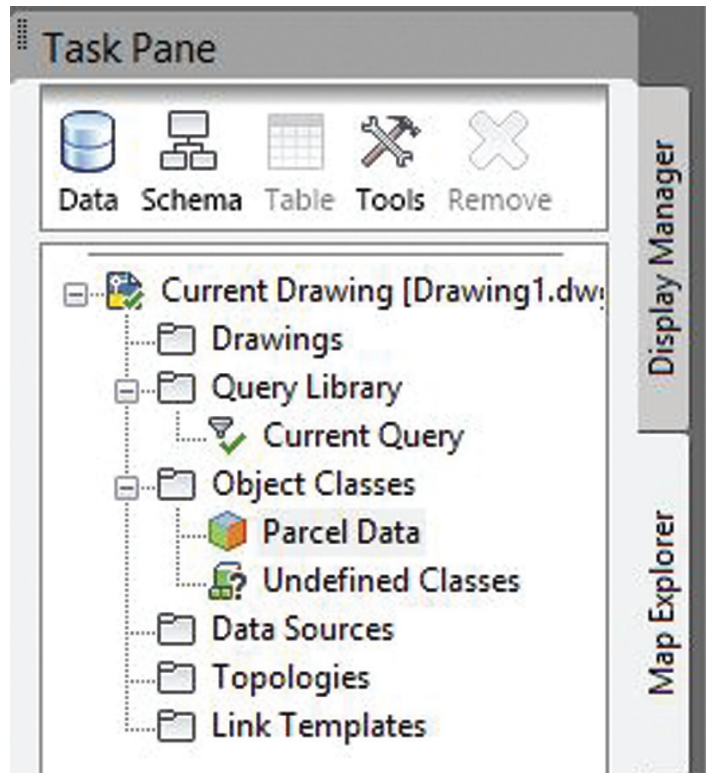 Task Pane
Data Schema Table Tools Remove
Current Drawing [Drawing1.dw
Drawings
Query Library
Current Query
Object Classes
Parcel Data
Undefined Classes
Data Sources
Topologies
Link Templates
Display Manager
Map Explorer